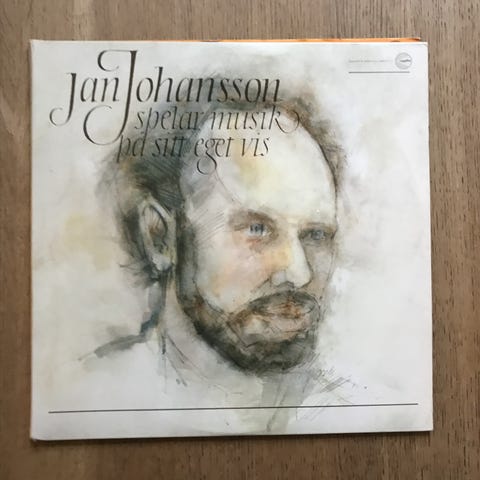 Jan Johansson
spelar musik
på sitt eget vis